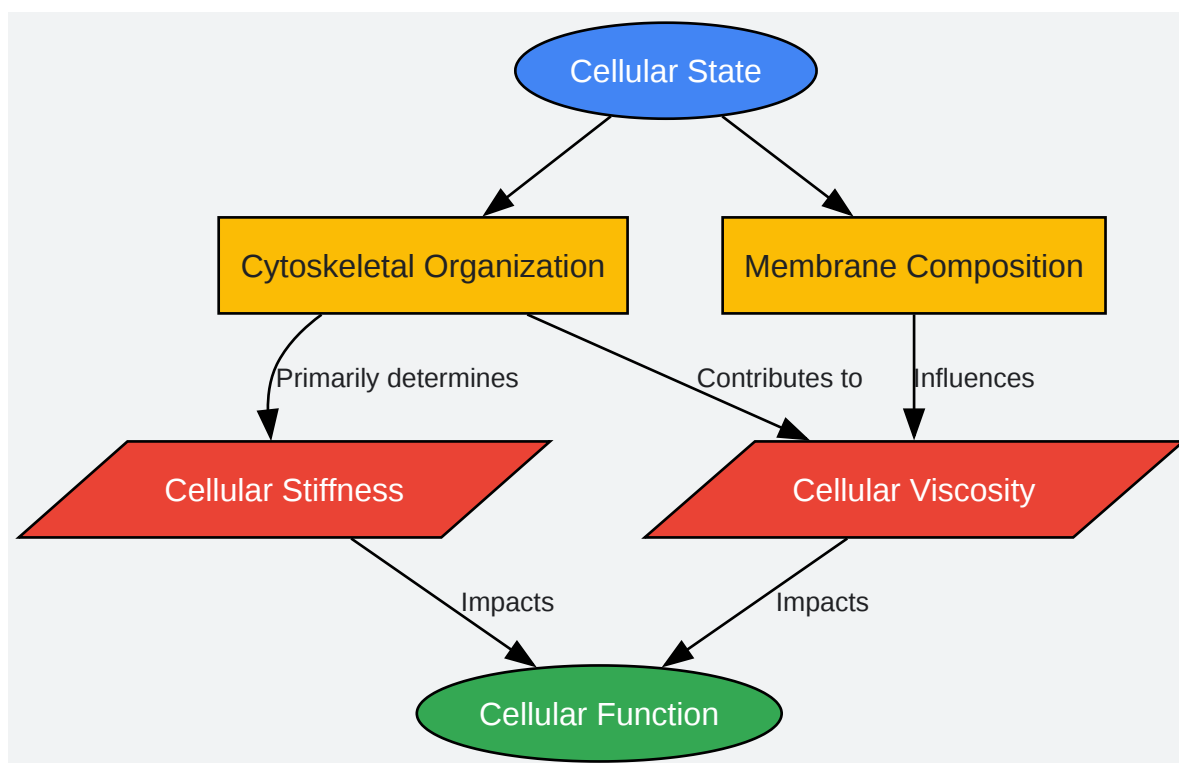 Cellular State
Cytoskeletal Organization
Membrane Composition
Primarily determines
Contributes to
Influences
Cellular Stiffness
Cellular Viscosity
Impacts
Impacts
Cellular Function